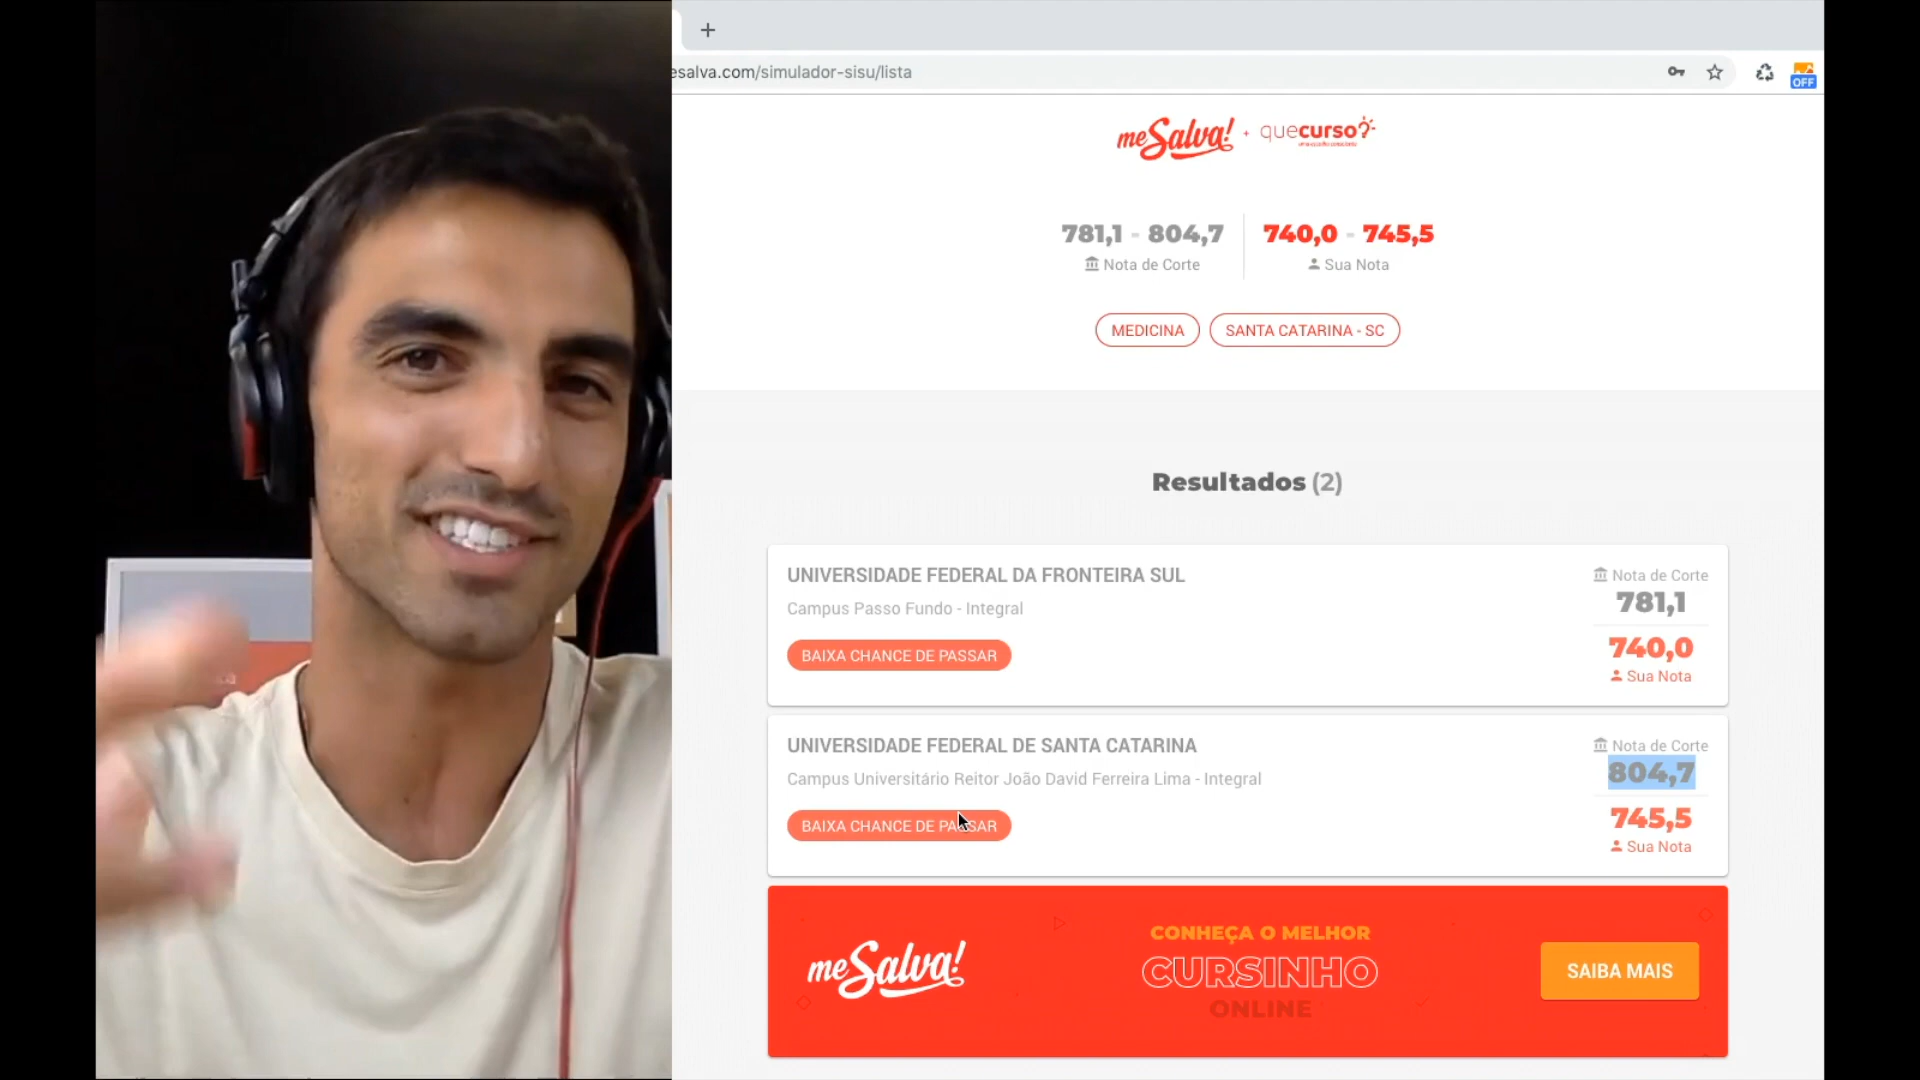 esalva.com/simulador-sisu/lista
OFF
meSalva! + quecurso?
781,1 - 804,7
Nota de Corte
740,0 - 745,5
Sua Nota
MEDICINA
SANTA CATARINA - SC
Resultados (2)
UNIVERSIDADE FEDERAL DA FRONTEIRA SUL
Campus Passo Fundo - Integral
BAIXA CHANCE DE PASSAR
Nota de Corte
781,1
740,0
Sua Nota
UNIVERSIDADE FEDERAL DE SANTA CATARINA
Campus Universitário Reitor João David Ferreira Lima - Integral
BAIXA CHANCE DE PASSAR
Nota de Corte
804,7
745,5
Sua Nota
meSalva!
CONHEÇA O MELHOR
CURSINHO
ONLINE
SAIBA MAIS